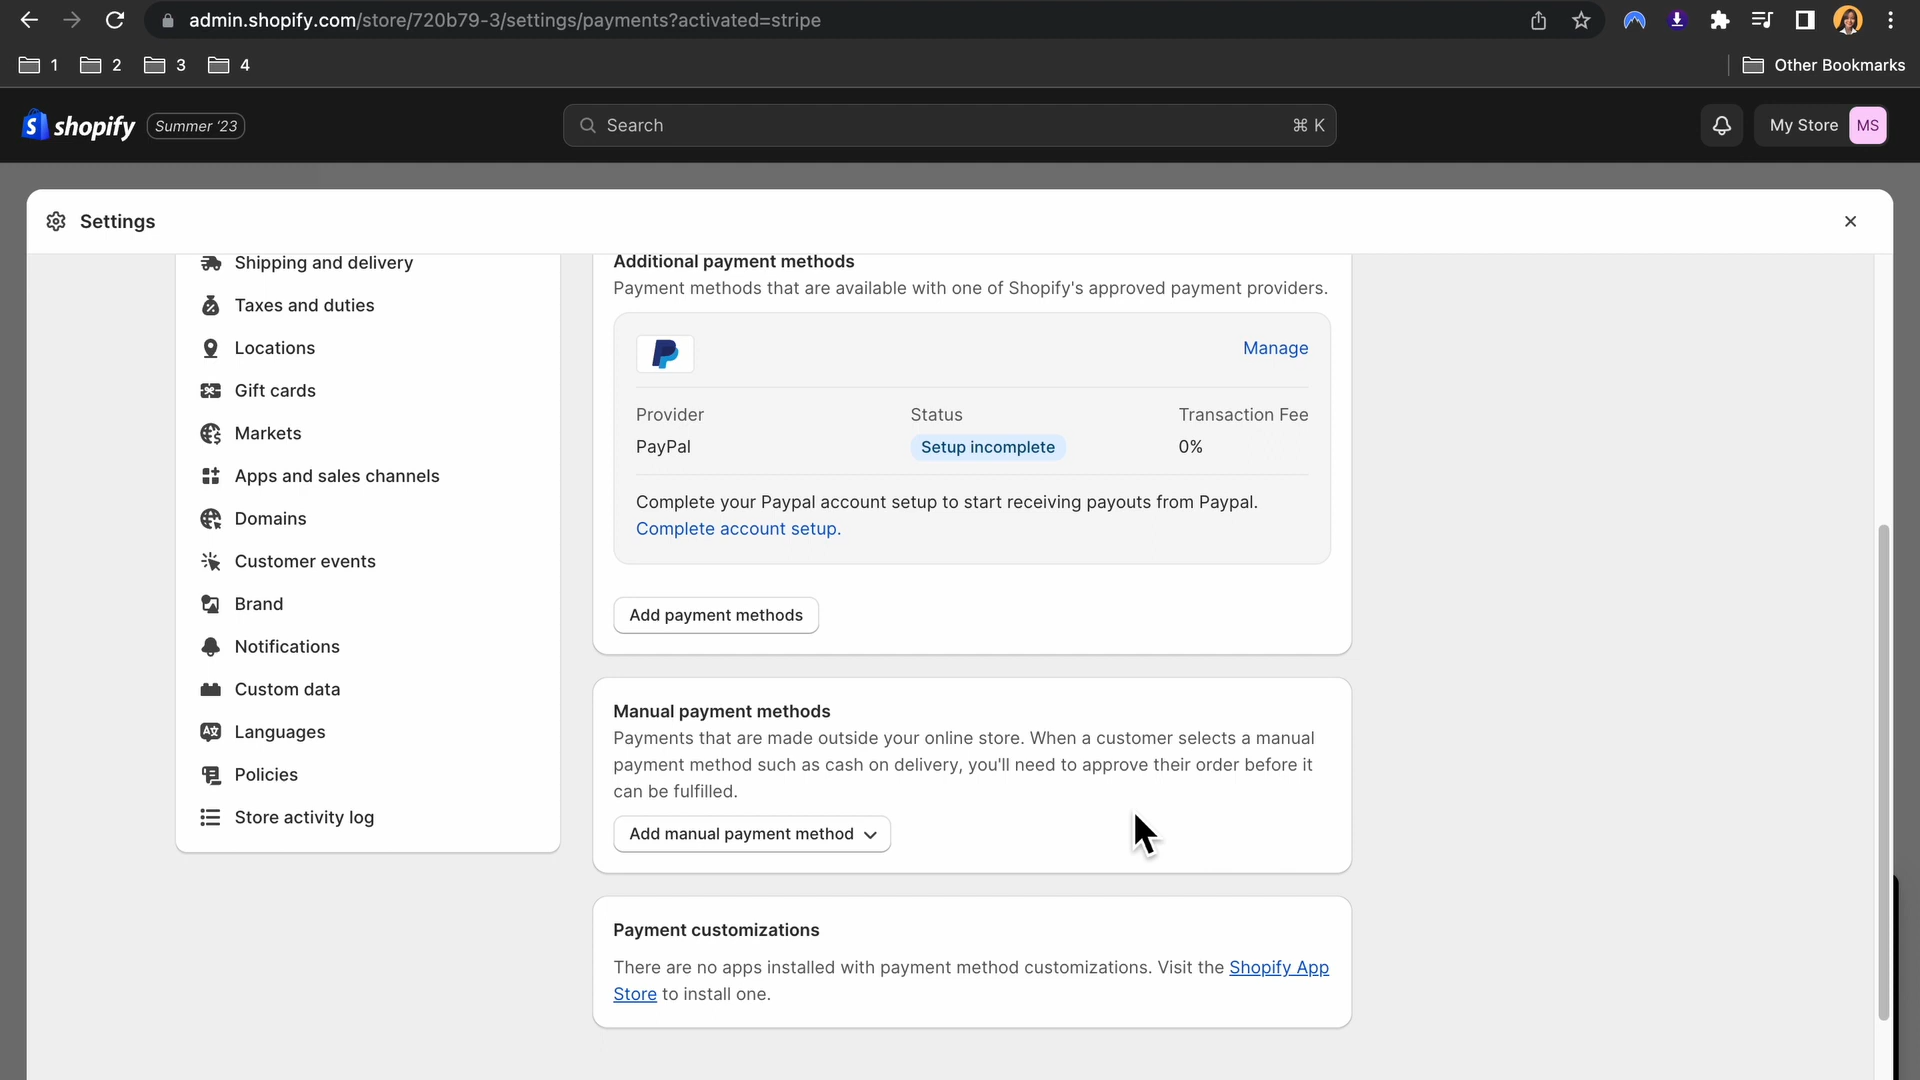 admin.shopify.com/store/720b79-3/settings/payments?activated=stripe
1 2 3 4 Other Bookmarks
shopify Summer '23 Search ⌘ K My Store MS
Settings
Shipping and delivery
Taxes and duties
Locations
Gift cards
Markets
Apps and sales channels
Domains
Customer events
Brand
Notifications
Custom data
Languages
Policies
Store activity log
Additional payment methods
Payment methods that are available with one of Shopify's approved payment providers.
Manage
Provider Status Transaction Fee
PayPal Setup incomplete 0%
Complete your Paypal account setup to start receiving payouts from Paypal.
Complete account setup.
Add payment methods
Manual payment methods
Payments that are made outside your online store. When a customer selects a manual
payment method such as cash on delivery, you'll need to approve their order before it
can be fulfilled.
Add manual payment method
Payment customizations
There are no apps installed with payment method customizations. Visit the Shopify App
Store to install one.